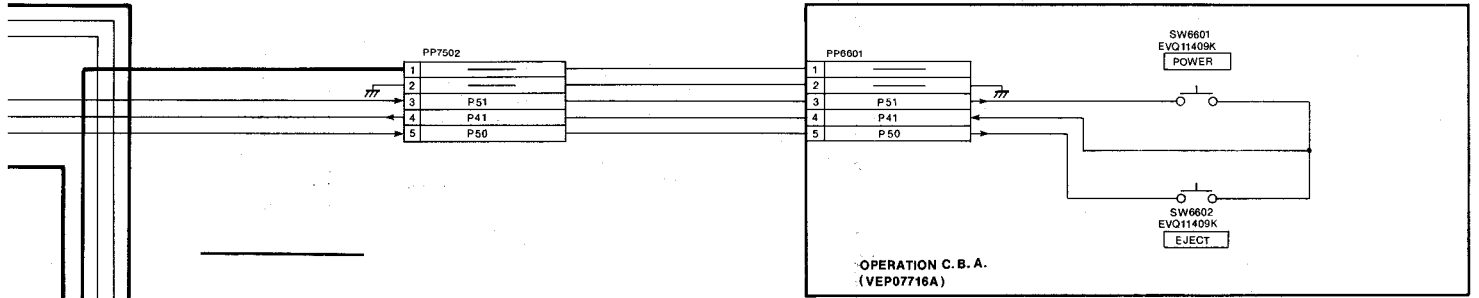 PP7502
1
2
3 P51
4 P41
5 P50
PP6601
1
2
3 P51
4 P41
5 P50
SW6601
EVQ11409K
POWER
SW6602
EVQ11409K
EJECT
OPERATION C.B.A.
(VEP07716A)